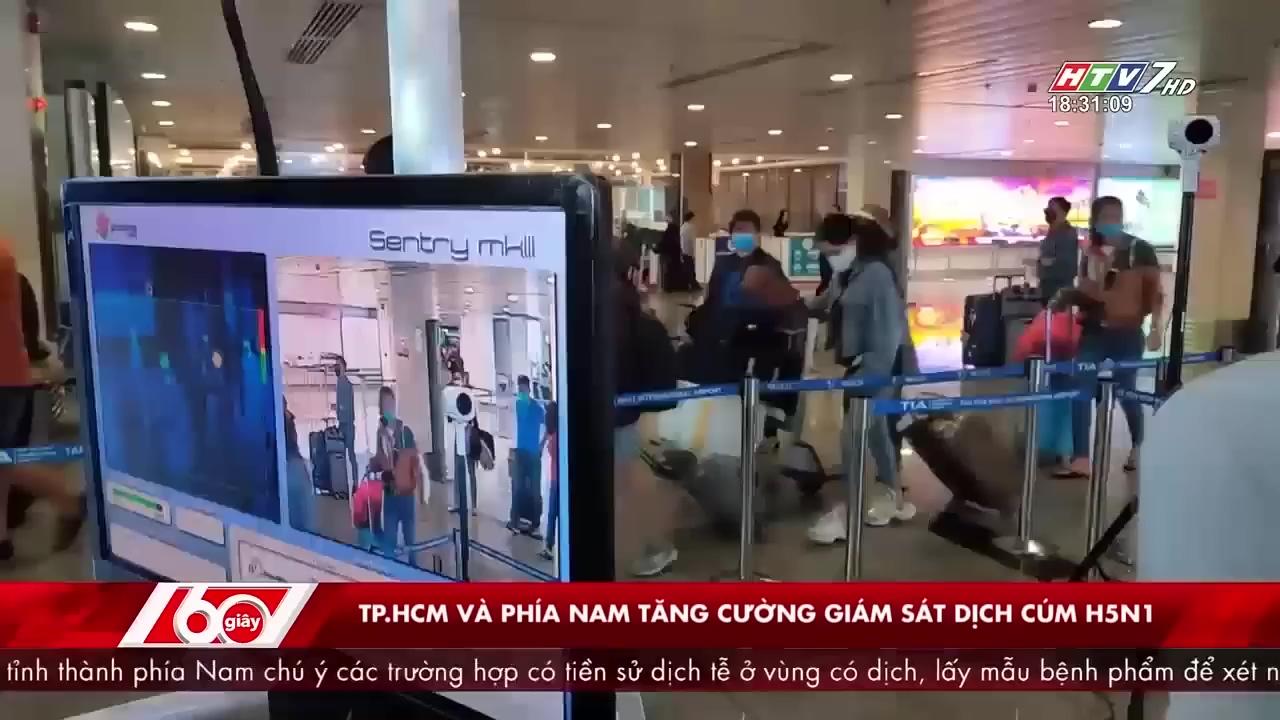 HTV7 HD
18:31:09
Sentry mkIII
TIA
TIA
60 giây
TP.HCM VÀ PHÍA NAM TĂNG CƯỜNG GIÁM SÁT DỊCH CÚM H5N1
tỉnh thành phía Nam chú ý các trường hợp có tiền sử dịch tễ ở vùng có dịch, lấy mẫu bệnh phẩm để xét n